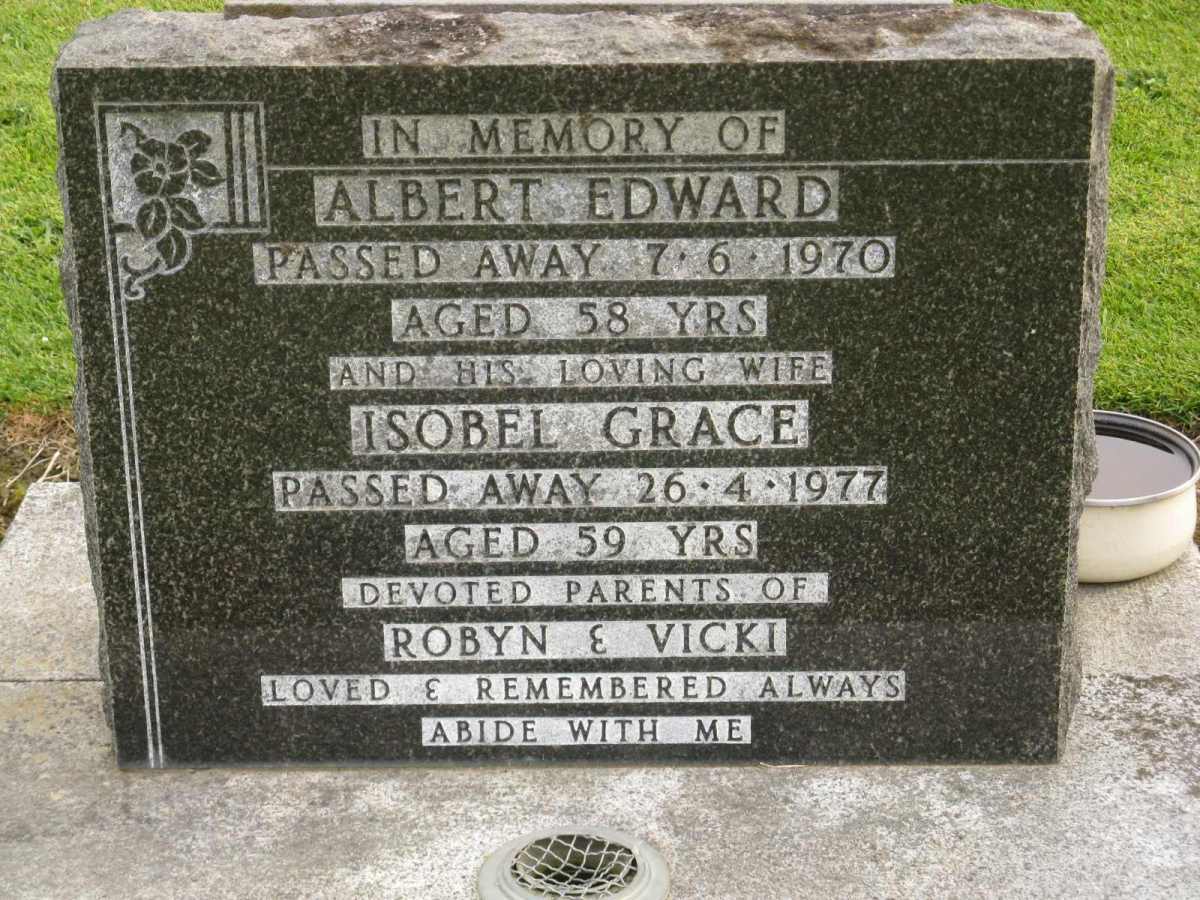 IN MEMORY OF
ALBERT EDWARD
PASSED AWAY 7·6·1970
AGED 58 YRS
AND HIS LOVING WIFE
ISOBEL GRACE
PASSED AWAY 26·4·1977
AGED 59 YRS
DEVOTED PARENTS OF
ROBYN & VICKI
LOVED & REMEMBERED ALWAYS
ABIDE WITH ME